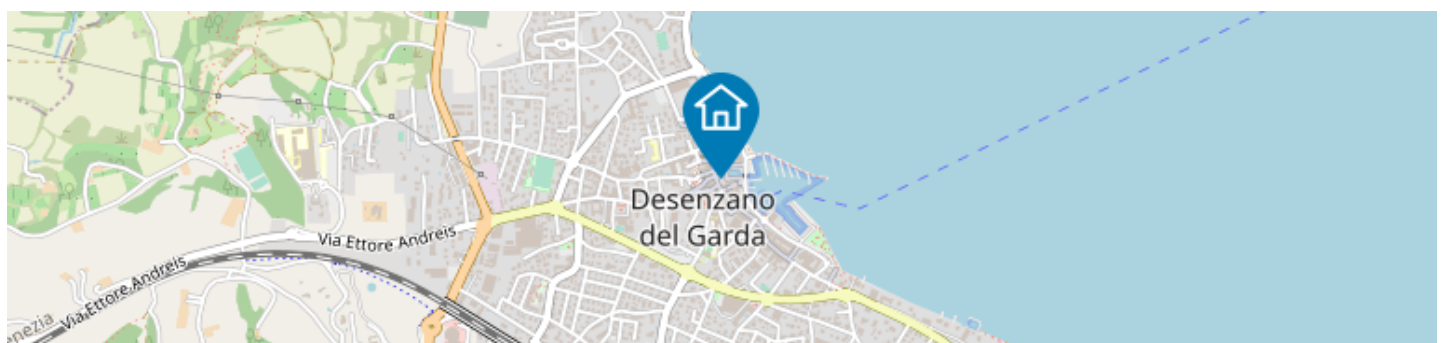 Desenzano
del Garda
Via Ettore Andreis
Via Ettore Andreis
enezia